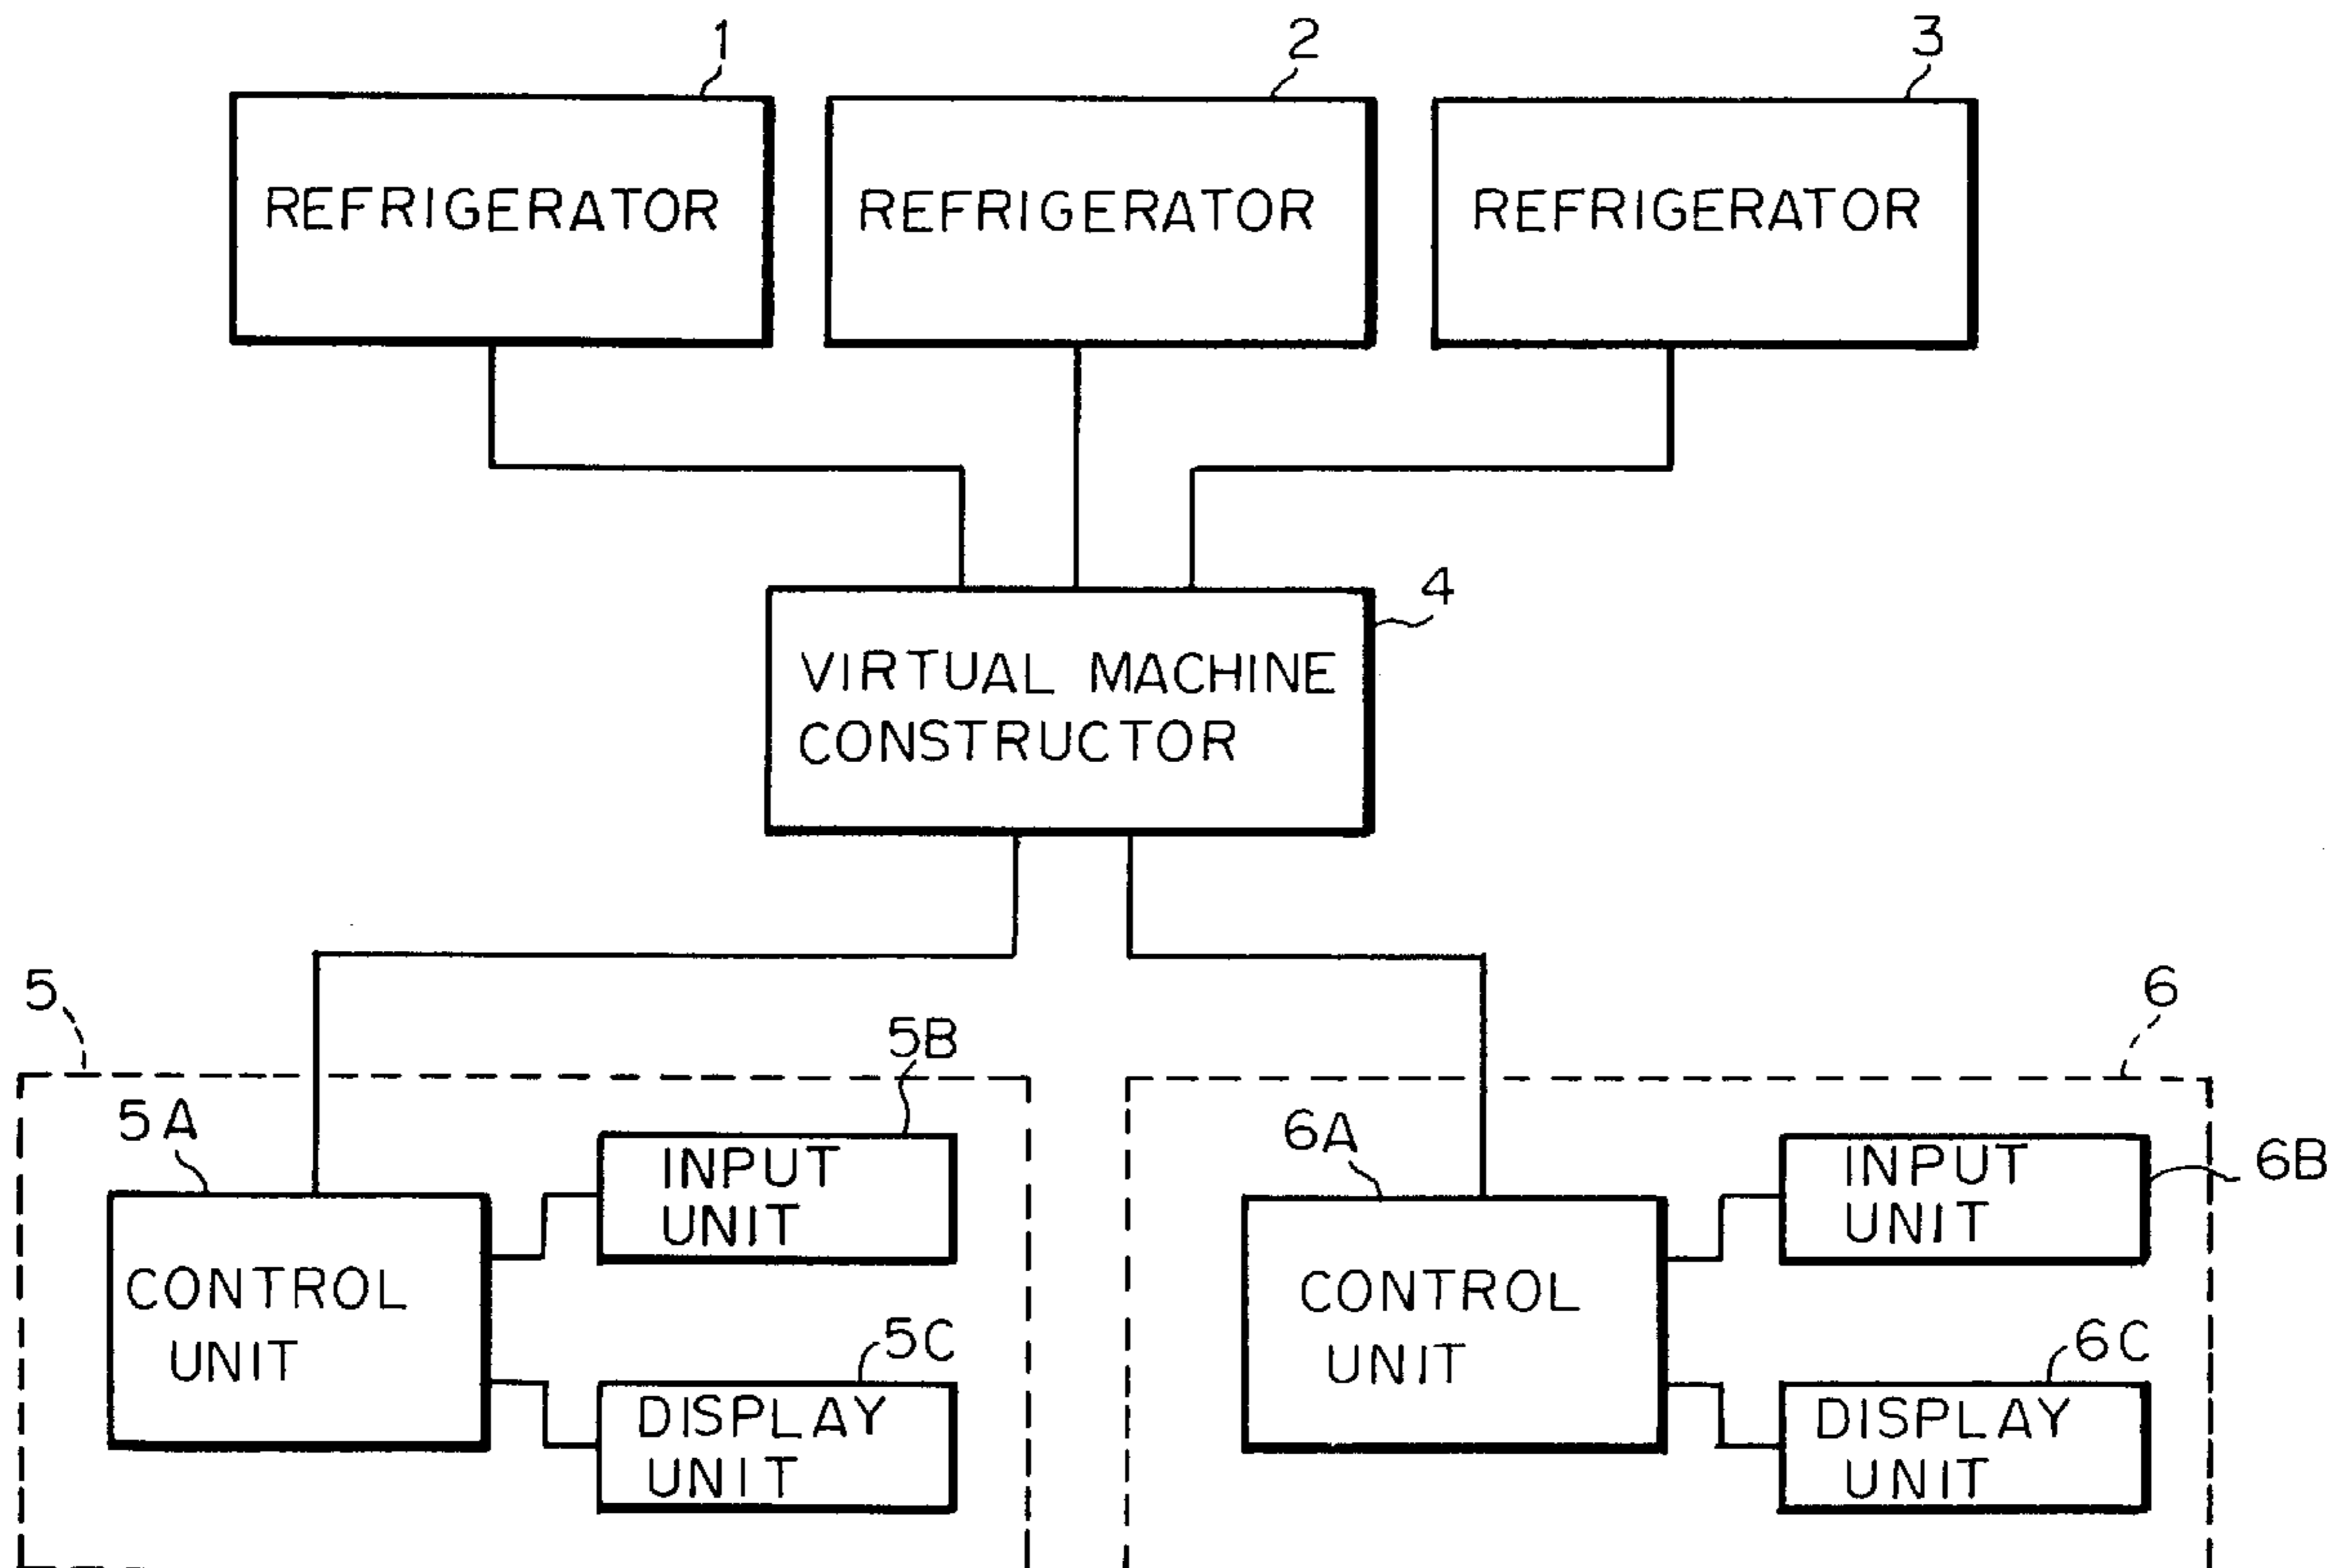 1
2
3
REFRIGERATOR
REFRIGERATOR
REFRIGERATOR
4
VIRTUAL MACHINE
CONSTRUCTOR
5
6
5A
5B
INPUT
UNIT
CONTROL
UNIT
5C
DISPLAY
UNIT
6A
6B
INPUT
UNIT
CONTROL
UNIT
6C
DISPLAY
UNIT